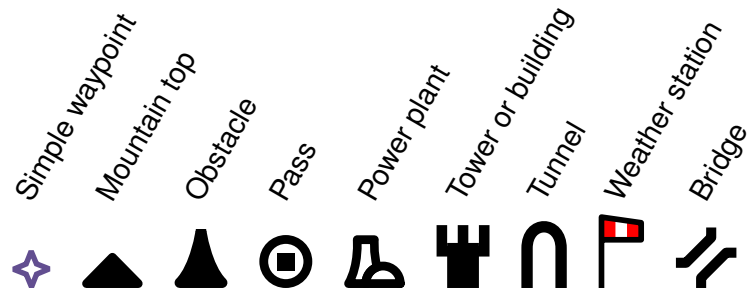 Simple waypoint
Mountain top
Obstacle
Pass
Power plant
Tower or building
Tunnel
Weather station
Bridge